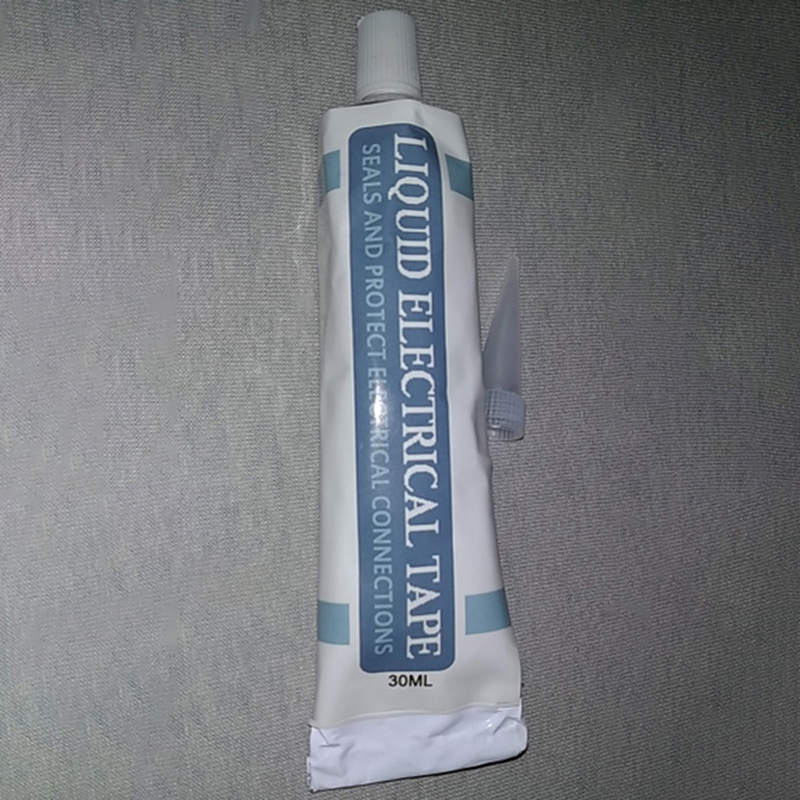 LIQUID ELECTRICAL TAPE
SEALS AND PROTECT ELECTRICAL CONNECTIONS
30ML